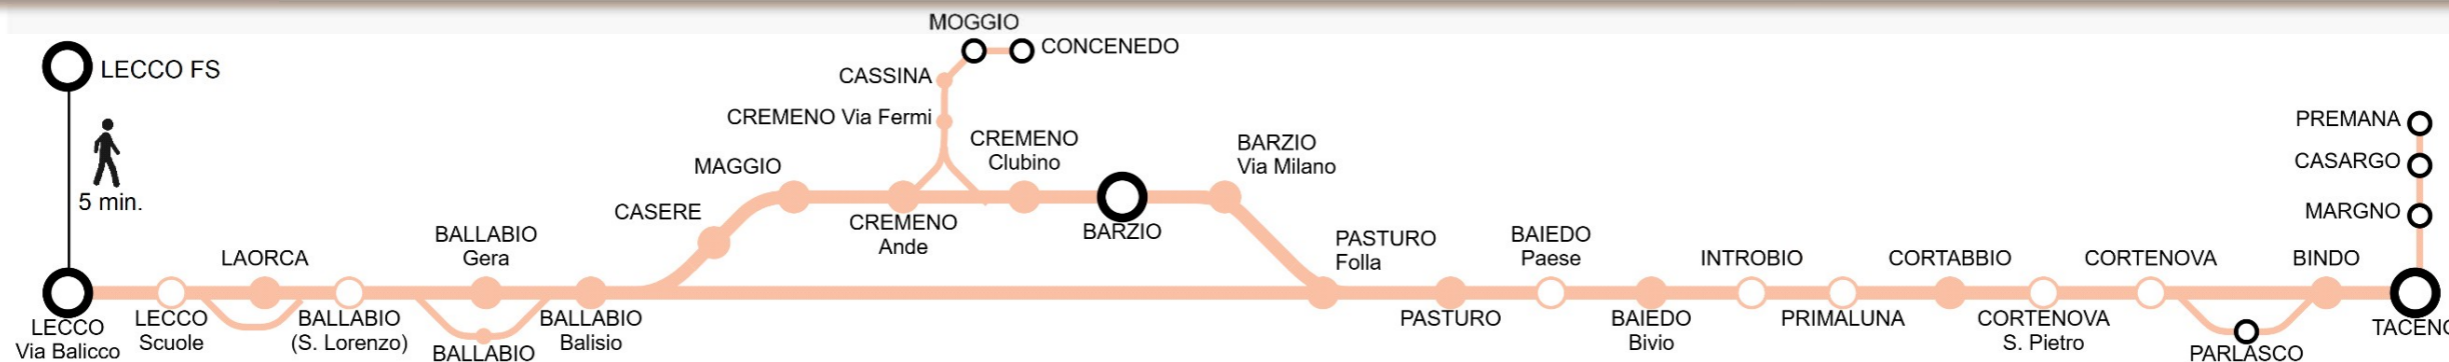 MOGGIO
CONCENEDO
LECCO FS
CASSINA
CREMENO Via Fermi
PREMANA
CREMENO
Clubino
BARZIO
Via Milano
MAGGIO
CASARGO
5 min.
CASERE
MARGNO
CREMENO
Ande
BARZIO
LAORCA
BALLABIO
Gera
PASTURO
Folla
BAIEDO
Paese
INTROBIO
CORTABBIO
CORTENOVA
BINDO
LECCO
Via Balicco
LECCO
Scuole
BALLABIO
(S. Lorenzo)
BALLABIO
BALLABIO
Balisio
PASTURO
BAIEDO
Bivio
PRIMALUNA
CORTENOVA
S. Pietro
PARLASCO
TACENO